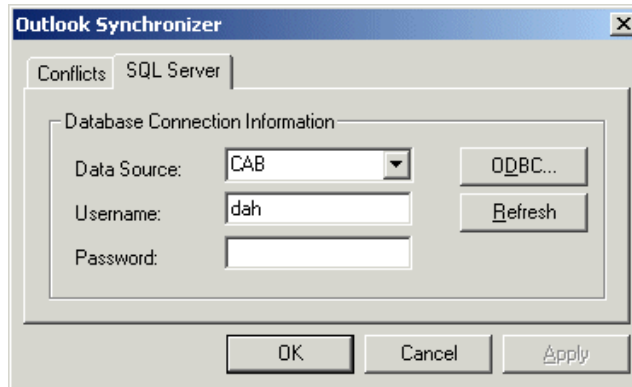 Outlook Synchronizer
Conflicts SQL Server
Database Connection Information
Data Source: CAB ODBC...
Username: dah Refresh
Password:
OK Cancel Apply